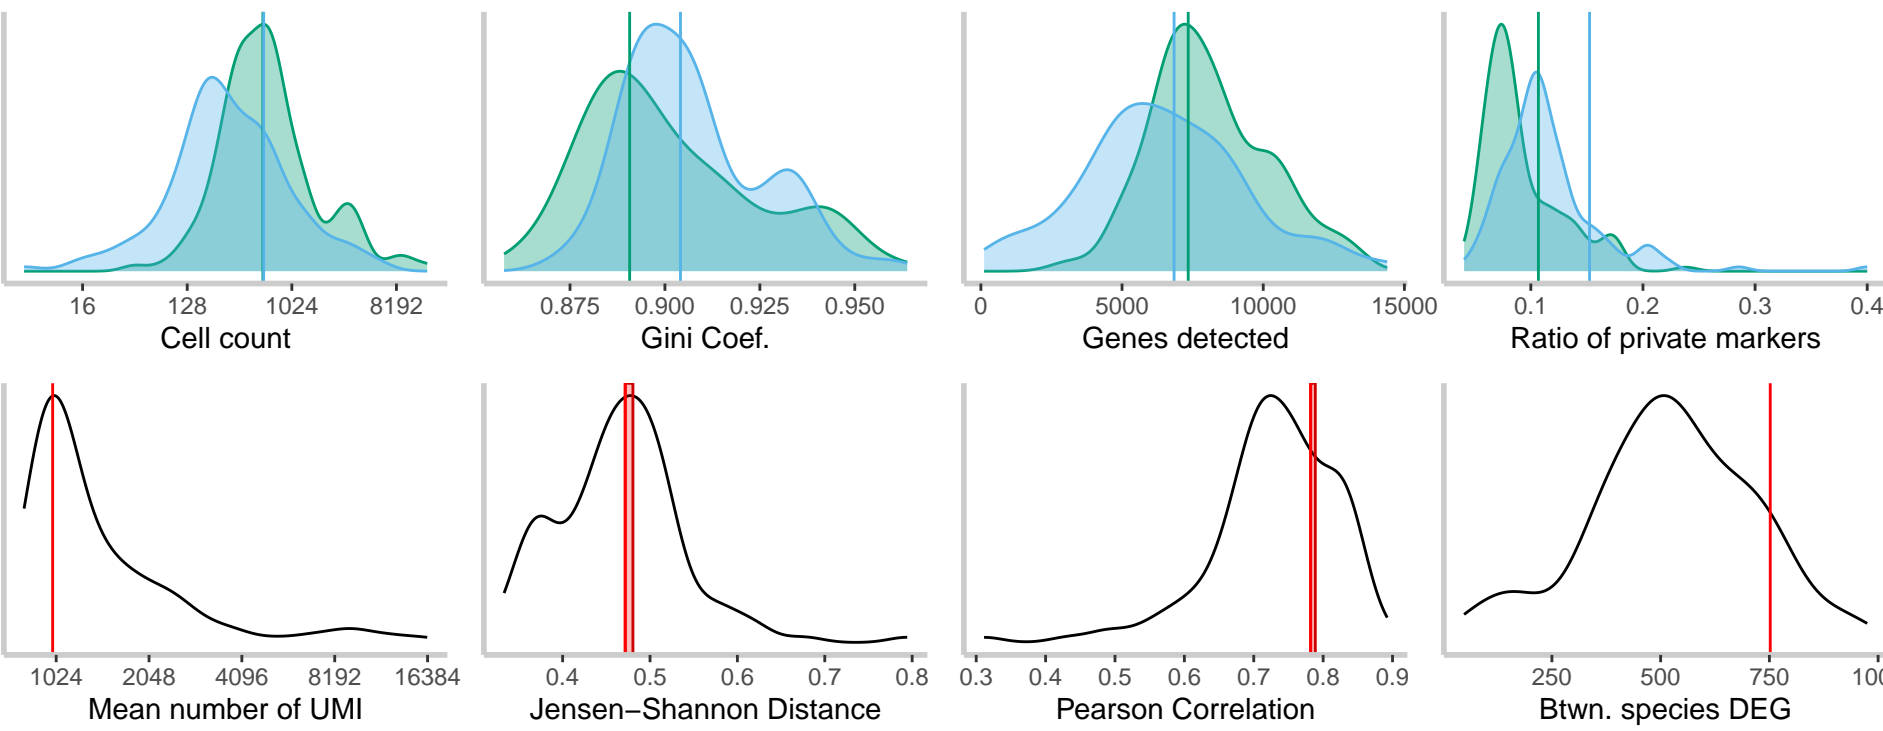 16 128 1024 8192
Cell count
0.875 0.900 0.925 0.950
Gini Coef.
0 5000 10000 15000
Genes detected
0.1 0.2 0.3 0.4
Ratio of private markers
1024 2048 4096 8192 16384
Mean number of UMI
0.4 0.5 0.6 0.7 0.8
Jensen−Shannon Distance
0.3 0.4 0.5 0.6 0.7 0.8 0.9
Pearson Correlation
250 500 750 100
Btwn. species DEG